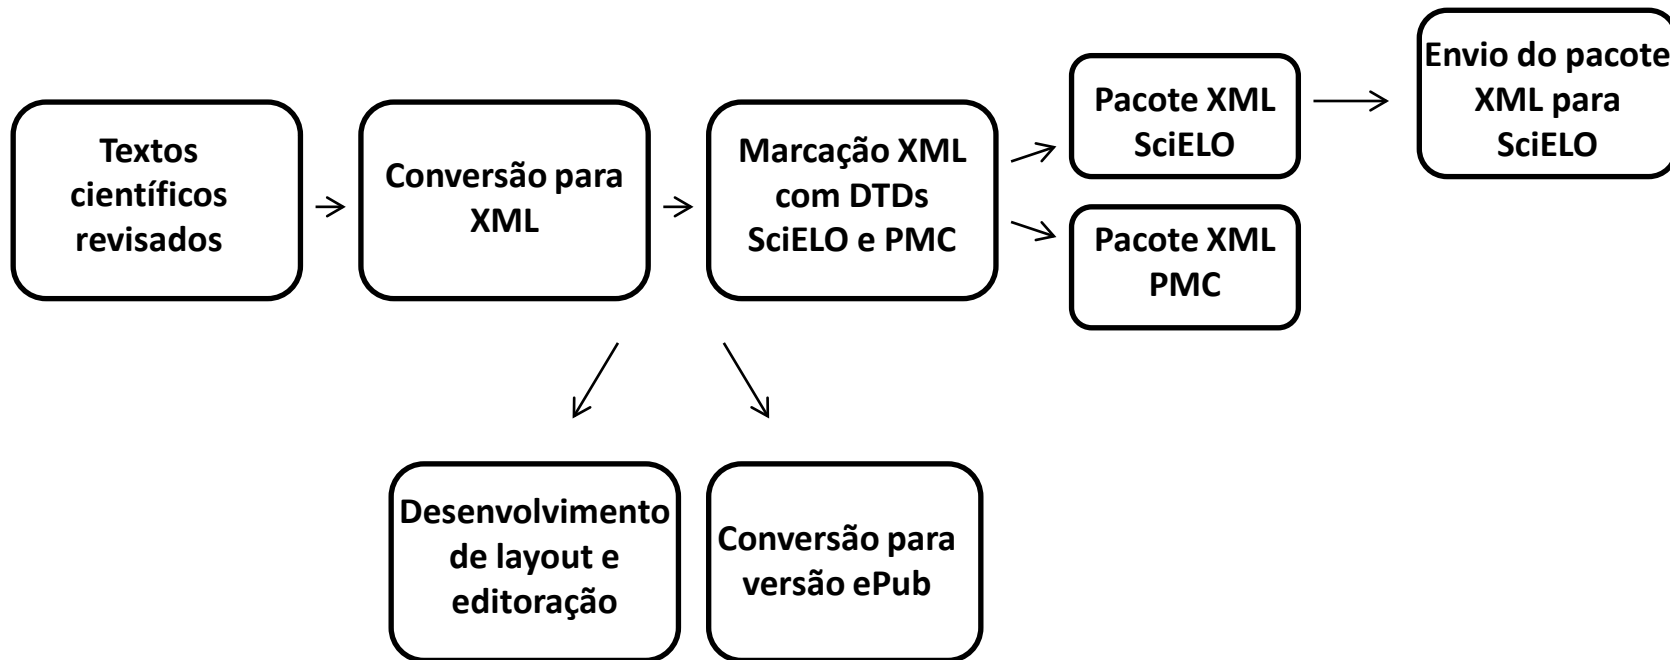 Textos
científicos
revisados
Conversão para
XML
Marcação XML
com DTDs
SciELO e PMC
Pacote XML
SciELO
Envio do pacote
XML para
SciELO
Pacote XML
PMC
Desenvolvimento
de layout e
editoração
Conversão para
versão ePub